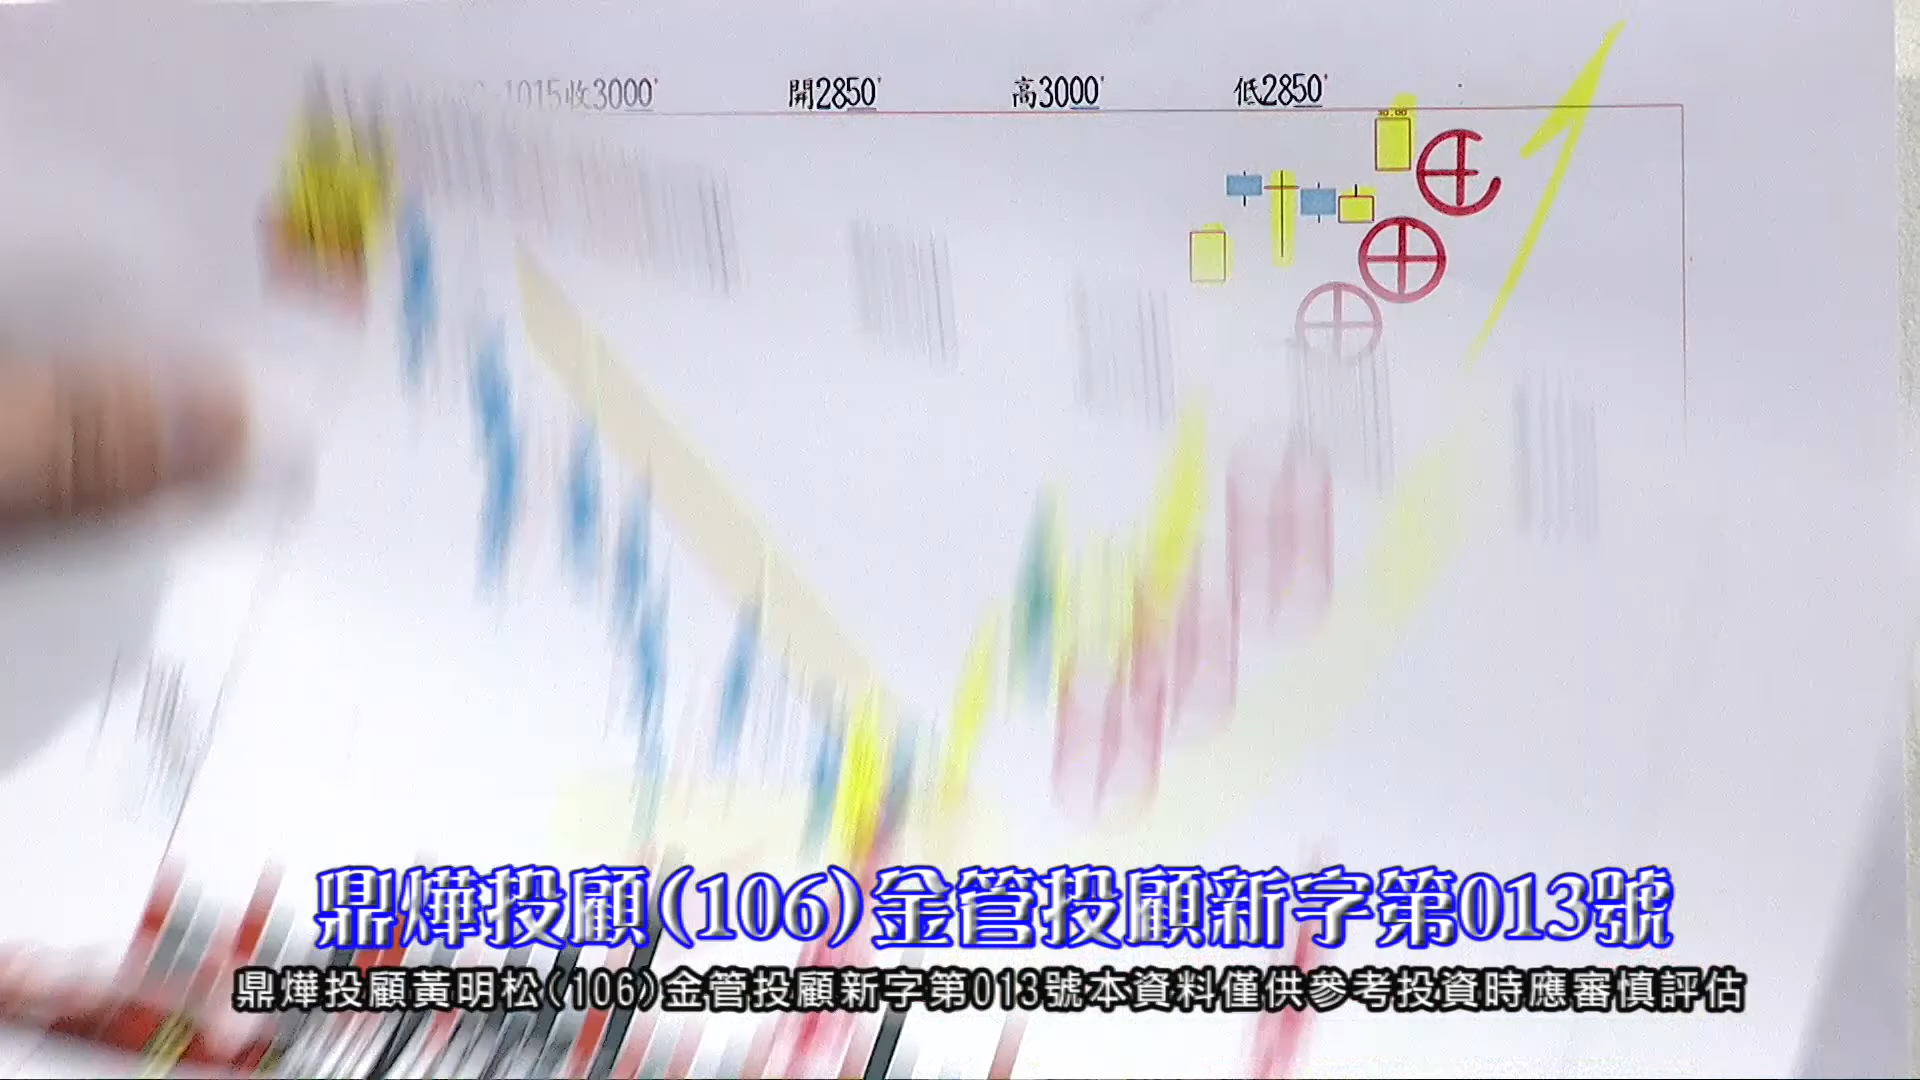 1015收3000' 開2850' 高3000' 低2850'
30.00
鼎燁投顧(106)金管投顧新字第013號
鼎燁投顧黃明松(106)金管投顧新字第013號本資料僅供參考投資時應審慎評估